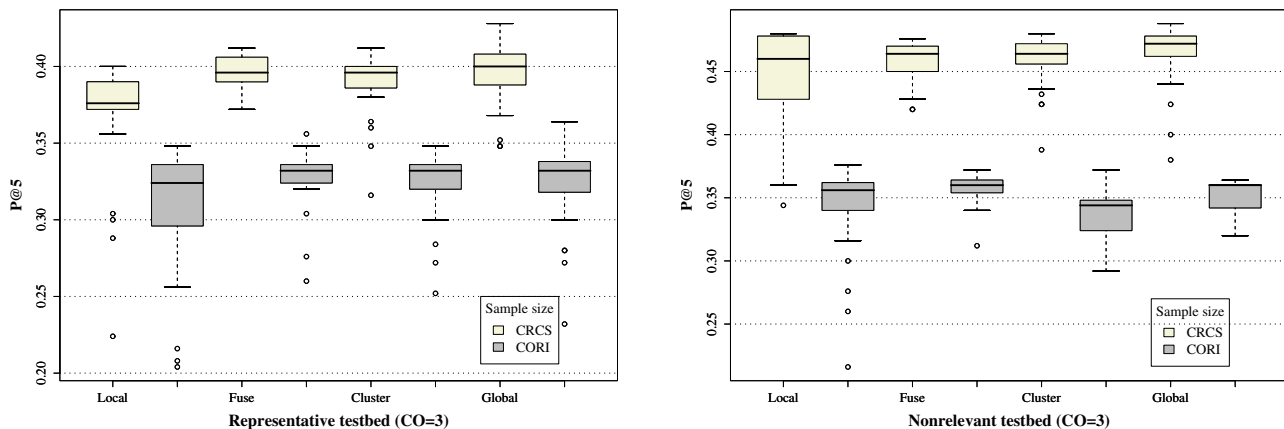 P@5
0.40
0.35
0.30
0.25
0.20
Sample size
CRCS
CORI
Local
Fuse
Cluster
Global
Representative testbed (CO=3)
P@5
0.45
0.40
0.35
0.30
0.25
Sample size
CRCS
CORI
Local
Fuse
Cluster
Global
Nonrelevant testbed (CO=3)